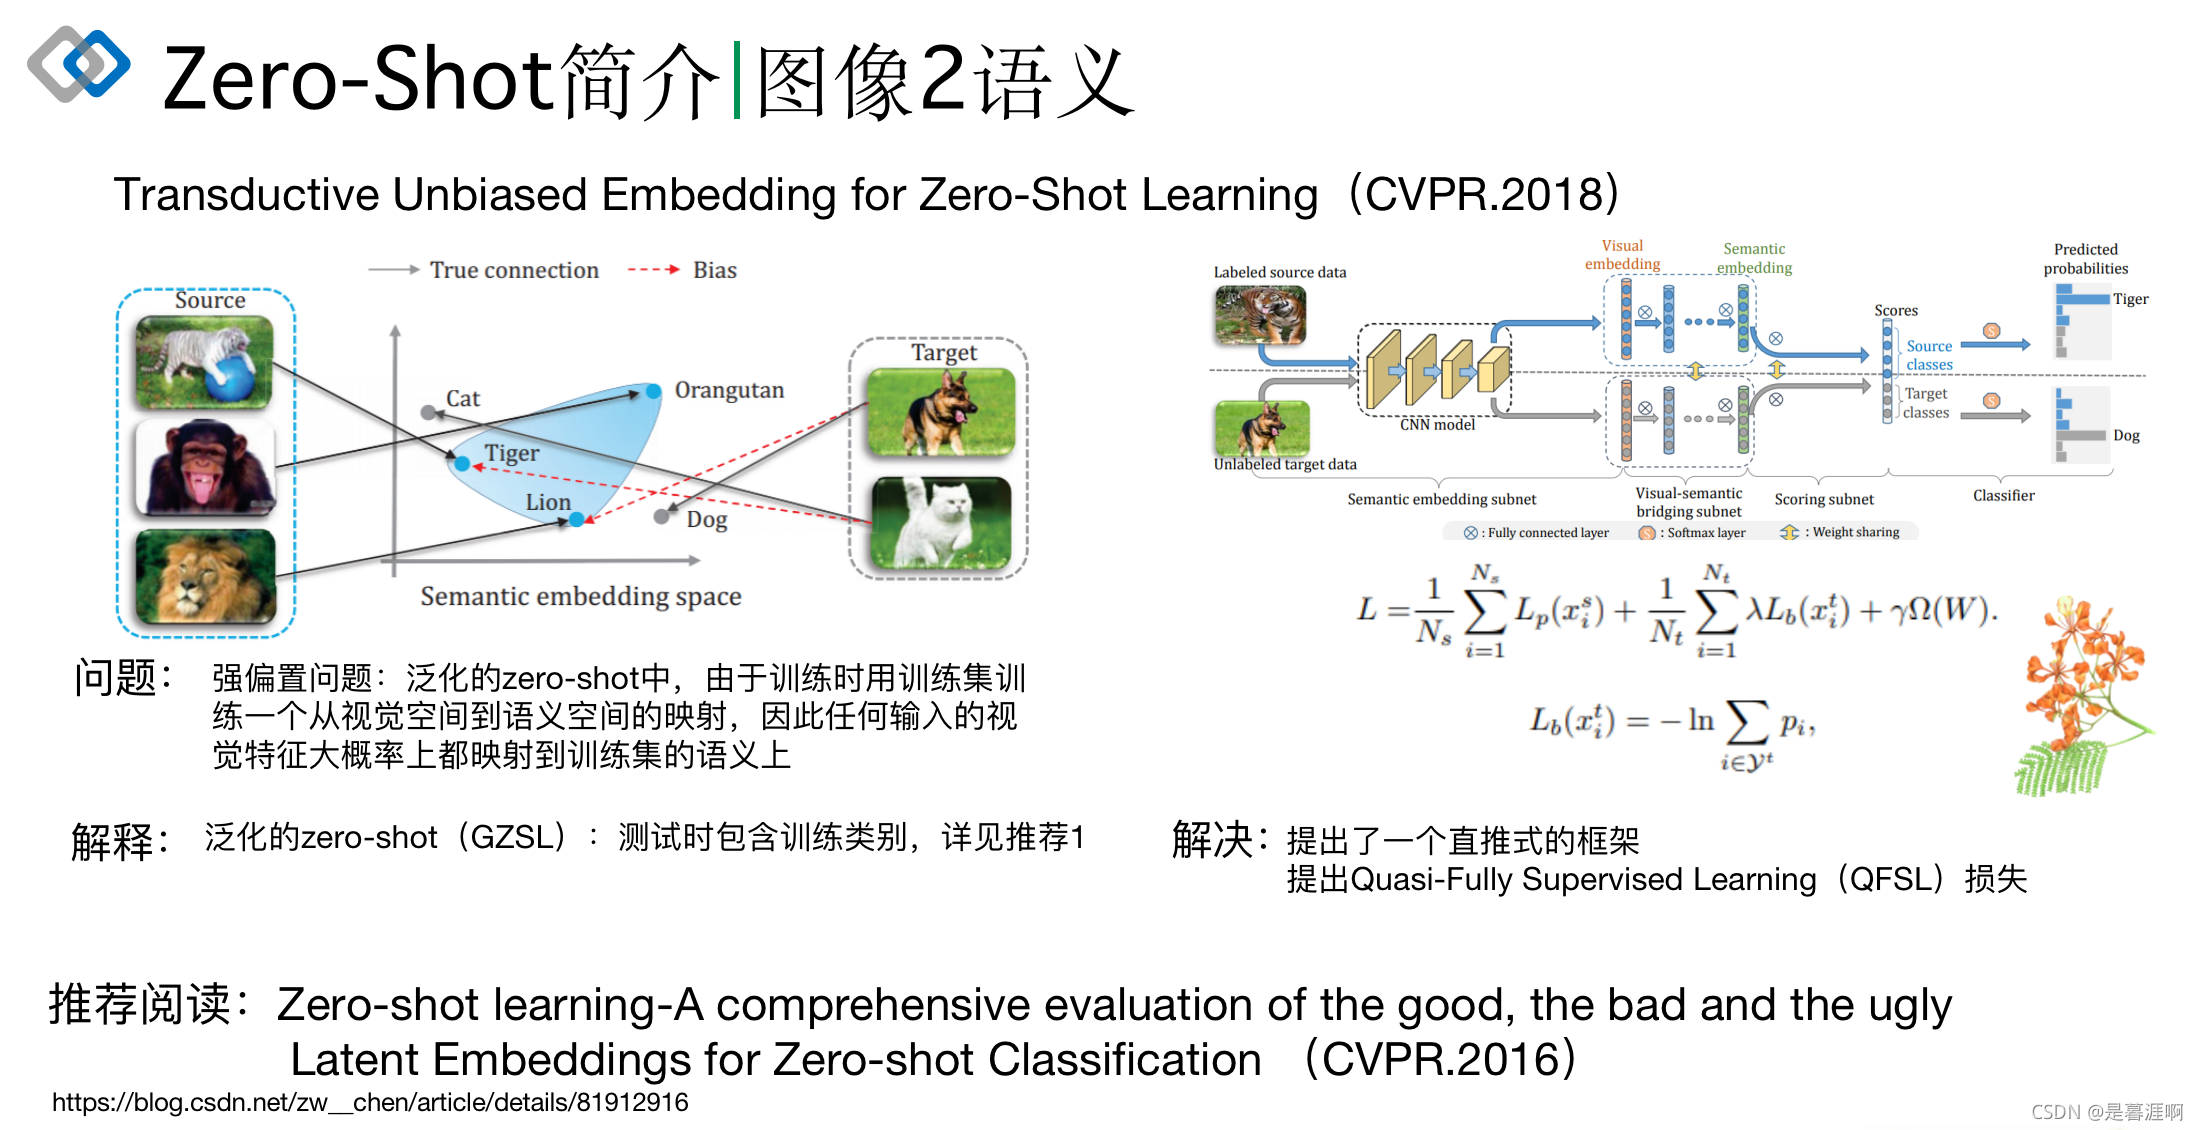 Zero-Shot简介|图像2语义
Transductive Unbiased Embedding for Zero-Shot Learning（CVPR.2018）
True connection
Bias
Source
Target
Cat
Orangutan
Tiger
Lion
Dog
Semantic embedding space
Labeled source data
Unlabeled target data
CNN model
Visual
embedding
Semantic
embedding
Scores
Source
classes
Target
classes
S
S
Predicted
probabilities
Tiger
Dog
Semantic embedding subnet
Visual-semantic
bridging subnet
Scoring subnet
Classifier
⊗ : Fully connected layer
S : Softmax layer
: Weight sharing
L = \frac{1}{N_s} \sum_{i=1}^{N_s} L_p(x_i^s) + \frac{1}{N_t} \sum_{i=1}^{N_t} λL_b(x_i^t) + γΩ(W).
L_b(x_i^t) = − ln \sum_{i∈𝒴^t} p_i,
问题：
强偏置问题：泛化的zero-shot中，由于训练时用训练集训
练一个从视觉空间到语义空间的映射，因此任何输入的视
觉特征大概率上都映射到训练集的语义上
解释：
泛化的zero-shot（GZSL）：测试时包含训练类别，详见推荐1
解决：
提出了一个直推式的框架
提出Quasi-Fully Supervised Learning（QFSL）损失
推荐阅读：Zero-shot learning-A comprehensive evaluation of the good, the bad and the ugly
Latent Embeddings for Zero-shot Classification （CVPR.2016）
https://blog.csdn.net/zw__chen/article/details/81912916
CSDN @是暮涯啊